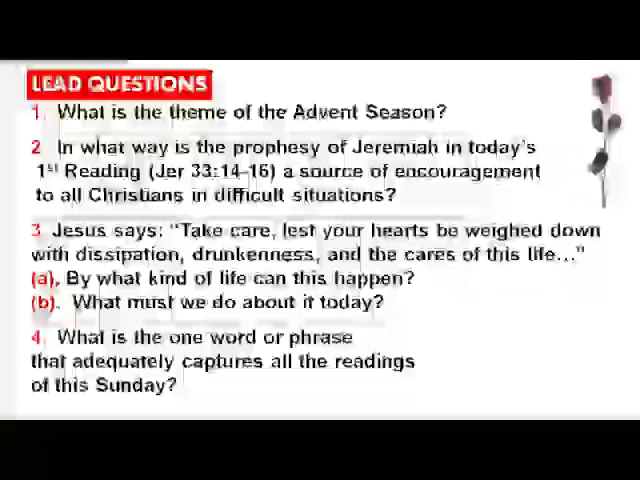 LEAD QUESTIONS
1. What is the theme of the Advent Season?
2. In what way is the prophesy of Jeremiah in today's
1st Reading (Jer 33:14-16) a source of encouragement
to all Christians in difficult situations?
3. Jesus says: "Take care, lest your hearts be weighed down
with dissipation, drunkenness, and the cares of this life..."
(a). By what kind of life can this happen?
(b). What must we do about it today?
4. What is the one word or phrase
that adequately captures all the readings
of this Sunday?